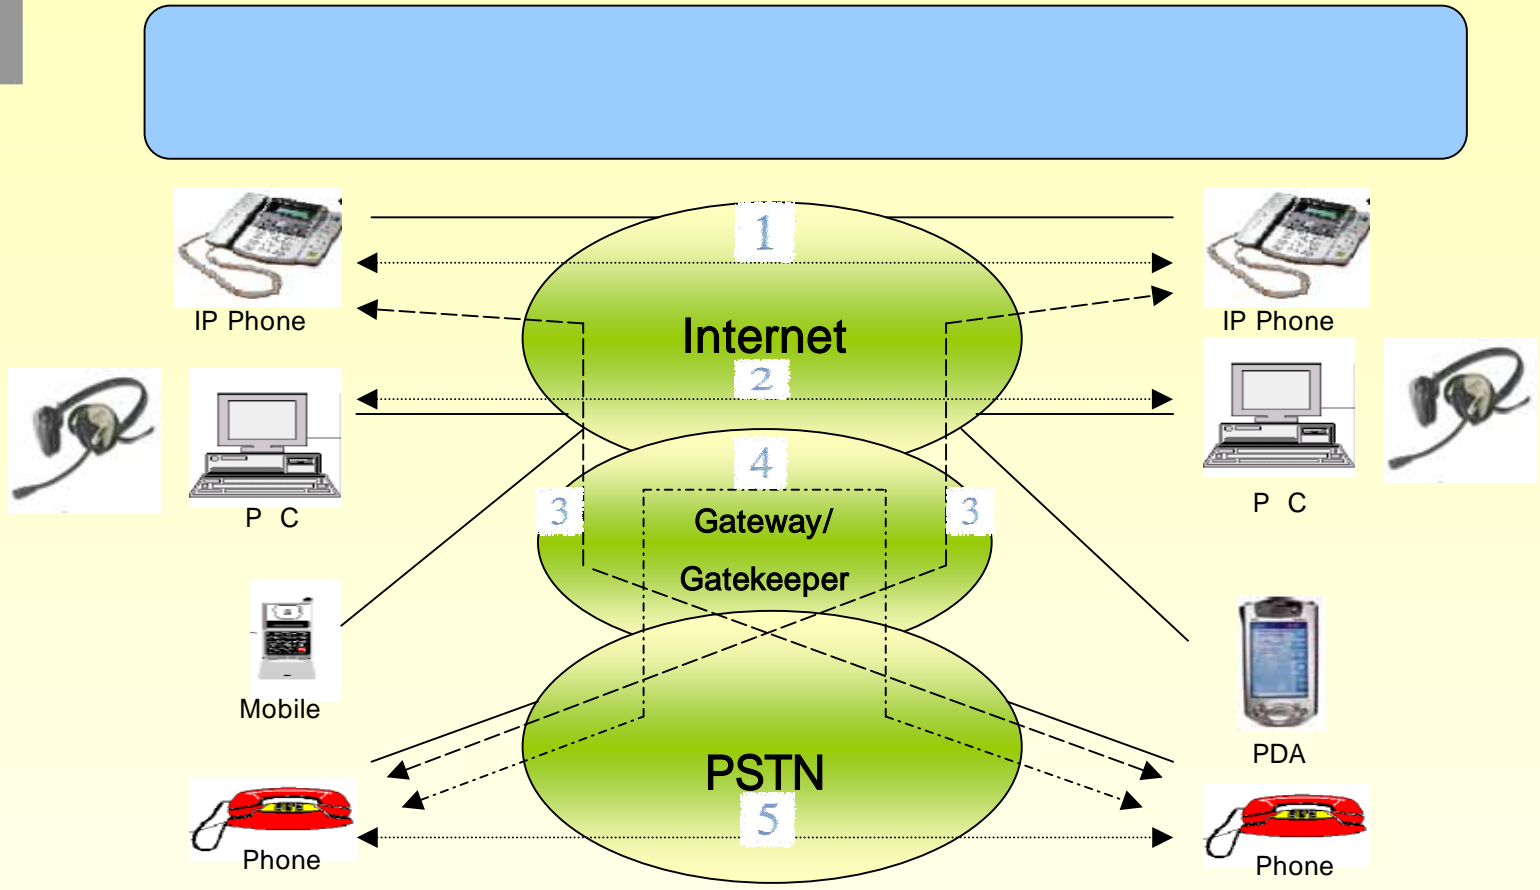 1
IP Phone
IP Phone
Internet
2
P C
P C
4
3
3
Gateway/
Gatekeeper
Mobile
PDA
PSTN
5
Phone
Phone